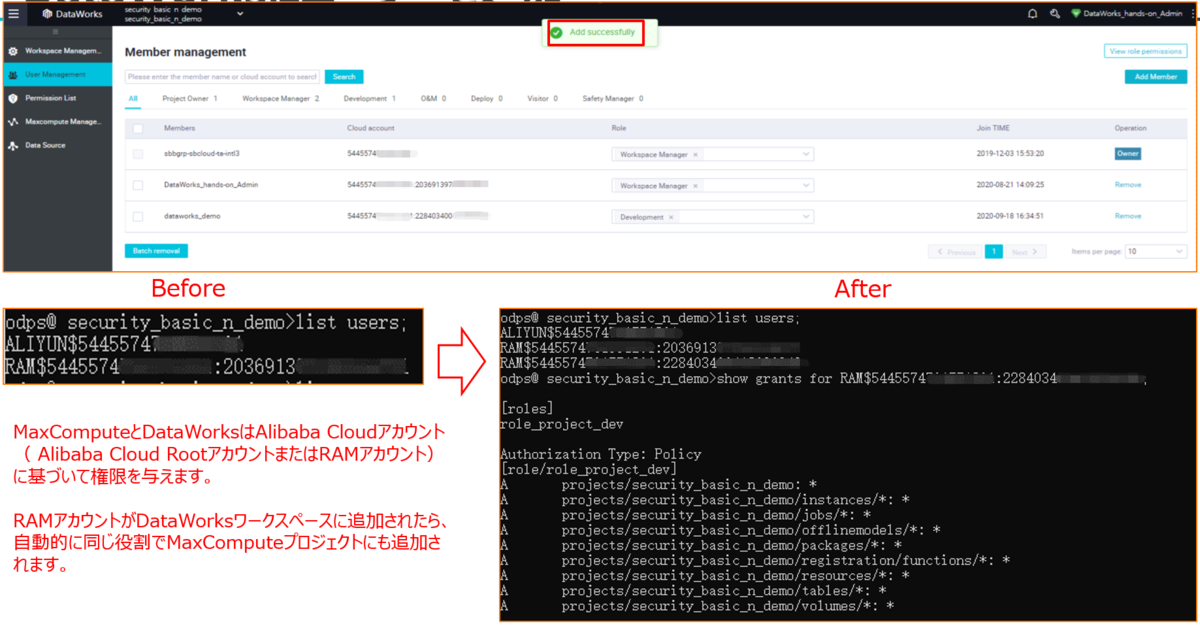 DataWorks
security_basic_n_demo
security_basic_n_demo
DataWorks_hands-on_Admin
Add successfully
Workspace Managem...
User Management
Permission List
Maxcompute Manage...
Data Source
Member management
View role permissions
Please enter the member name or cloud account to search
Search
Add Member
All Project Owner 1 Workspace Manager 2 Development 1 O&M 0 Deploy 0 Visitor 0 Safety Manager 0
Members Cloud account Role Join TIME Operation
sbbgrp-sbcloud-ta-intl3 5445574 Workspace Manager × 2019-12-03 15:53:20 Owner
DataWorks_hands-on_Admin 5445574 :203691397 Workspace Manager × 2020-08-21 14:09:25 Remove
dataworks_demo 5445574 :228403400 Development × 2020-09-18 16:34:51 Remove
Batch removal
Previous 1 Next Items per page: 10
Before
After
odps@ security_basic_n_demo>list users;
ALIYUN$5445574
RAM$5445574 :2036913
MaxComputeとDataWorksはAlibaba Cloudアカウント
（ Alibaba Cloud RootアカウントまたはRAMアカウント）
に基づいて権限を与えます。
RAMアカウントがDataWorksワークスペースに追加されたら、
自動的に同じ役割でMaxComputeプロジェクトにも追加さ
れます。
odps@ security_basic_n_demo>list users;
ALIYUN$5445574
RAM$5445574 :2036913
RAM$5445574 :2284034
odps@ security_basic_n_demo>show grants for RAM$5445574 :2284034 ;
[roles]
role_project_dev
Authorization Type: Policy
[role/role_project_dev]
A projects/security_basic_n_demo: *
A projects/security_basic_n_demo/instances/*: *
A projects/security_basic_n_demo/jobs/*: *
A projects/security_basic_n_demo/offlinemodels/*: *
A projects/security_basic_n_demo/packages/*: *
A projects/security_basic_n_demo/registration/functions/*: *
A projects/security_basic_n_demo/resources/*: *
A projects/security_basic_n_demo/tables/*: *
A projects/security_basic_n_demo/volumes/*: *